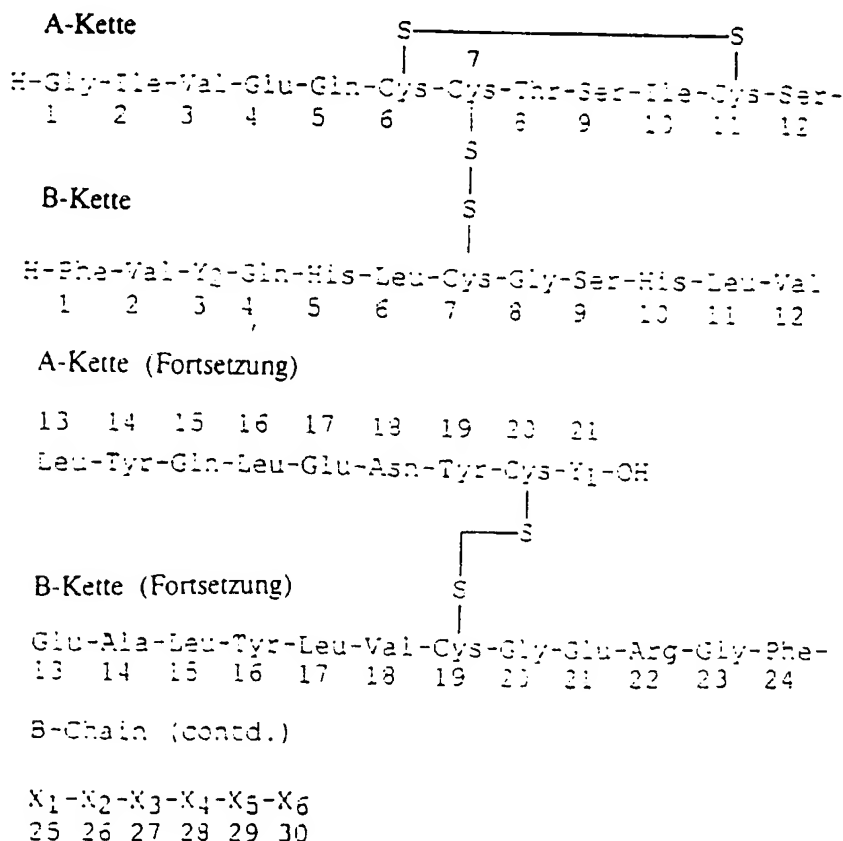 A-Kette
S S
7
H-Gly-Ile-Val-Glu-Gln-Cys-Cys-Thr-Ser-Ile-Cys-Ser-
1 2 3 4 5 6 8 9 10 11 12
S
B-Kette
S
H-Phe-Val-Y2-Gln-His-Leu-Cys-Gly-Ser-His-Leu-Val
1 2 3 4 5 6 7 8 9 10 11 12
A-Kette (Fortsetzung)
13 14 15 16 17 18 19 20 21
Leu-Tyr-Gln-Leu-Glu-Asn-Tyr-Cys-Y1-OH
S
S
B-Kette (Fortsetzung)
Glu-Ala-Leu-Tyr-Leu-Val-Cys-Gly-Glu-Arg-Gly-Phe-
13 14 15 16 17 18 19 20 21 22 23 24
B-Chain (contd.)
X1-X2-X3-X4-X5-X6
25 26 27 28 29 30